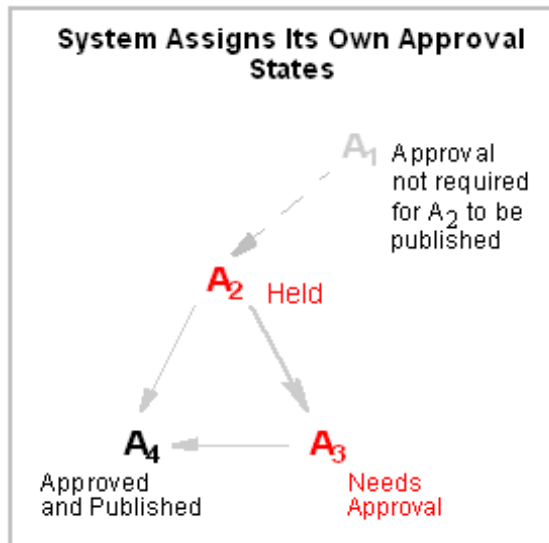 System Assigns Its Own Approval
States
A1
Approval
not required
for A2 to be
published
A2 Held
A4
A3
Approved
and Published
Needs
Approval